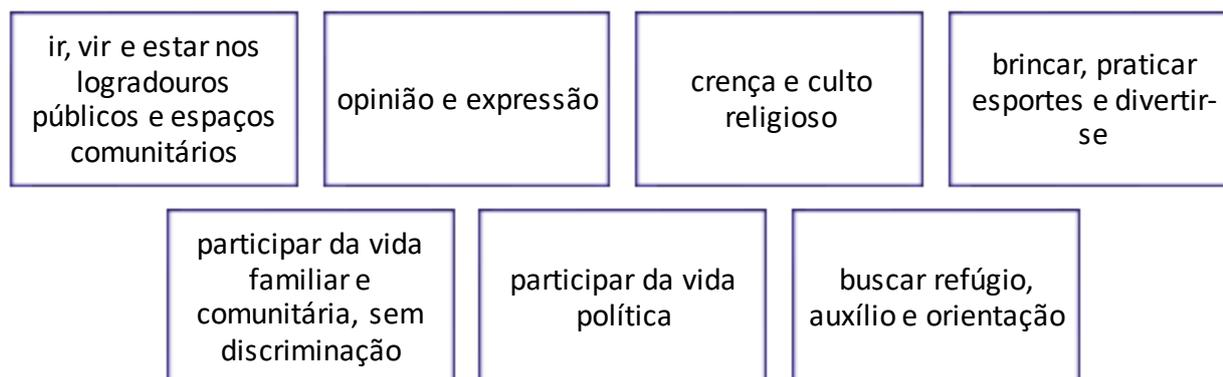 ir, vir e estar nos
logradouros
públicos e espaços
comunitários
opinião e expressão
crença e culto
religioso
brincar, praticar
esportes e divertir-
se
participar da vida
familiar e
comunitária, sem
discriminação
participar da vida
política
buscar refúgio,
auxílio e orientação